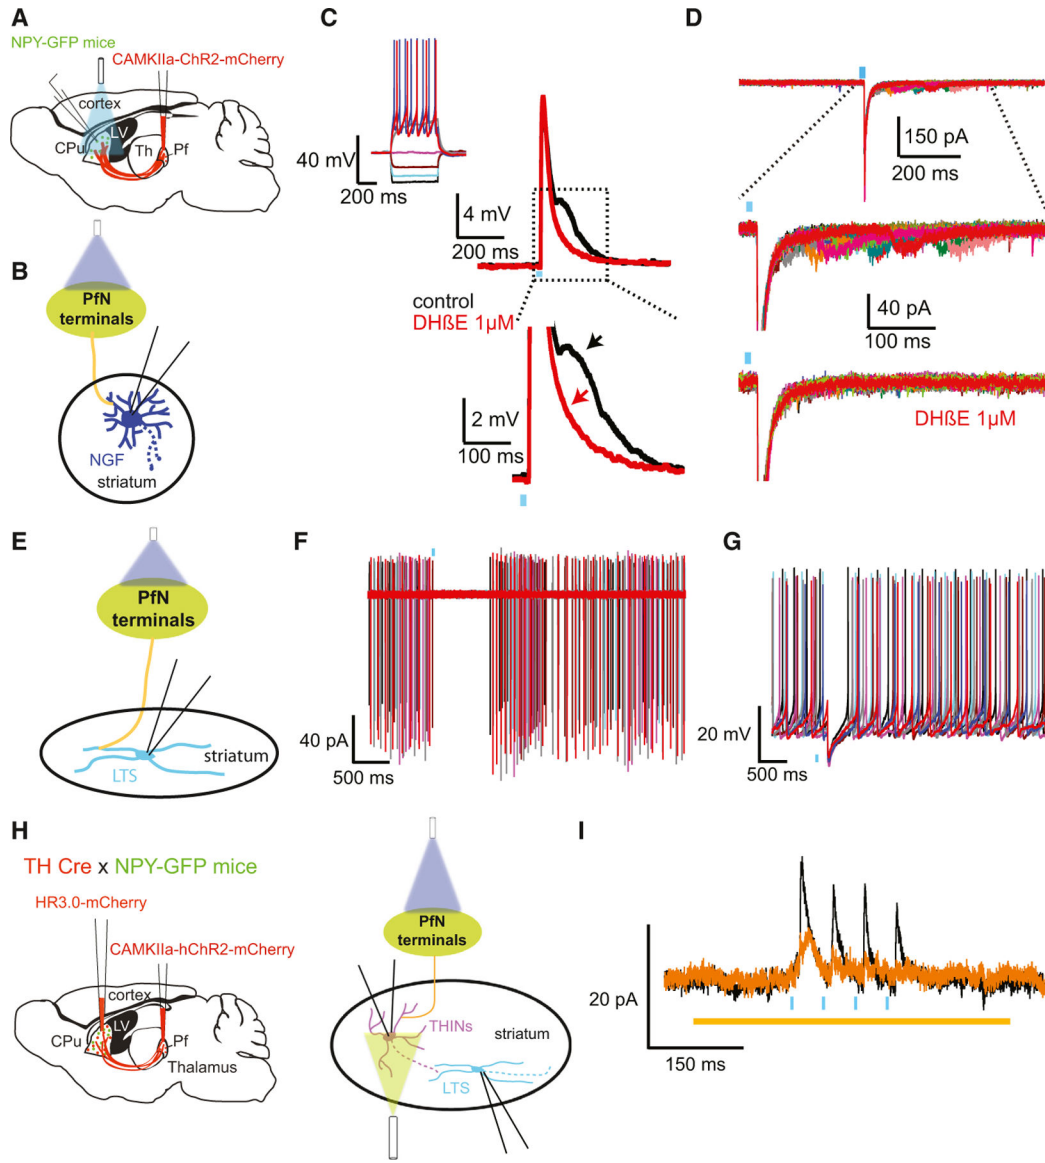 A
NPY-GFP mice
CAMKIIa-ChR2-mCherry
cortex
LV
CPu
Th
Pf
B
PfN
terminals
NGF
striatum
C
40 mV
200 ms
4 mV
200 ms
control
DHßE 1µM
2 mV
100 ms
D
150 pA
200 ms
40 pA
100 ms
DHßE 1µM
E
PfN
terminals
striatum
LTS
F
40 pA
500 ms
G
20 mV
500 ms
H
TH Cre x NPY-GFP mice
HR3.0-mCherry
CAMKIIa-hChR2-mCherry
cortex
LV
CPu
Pf
Thalamus
PfN
terminals
THINs
striatum
LTS
I
20 pA
150 ms